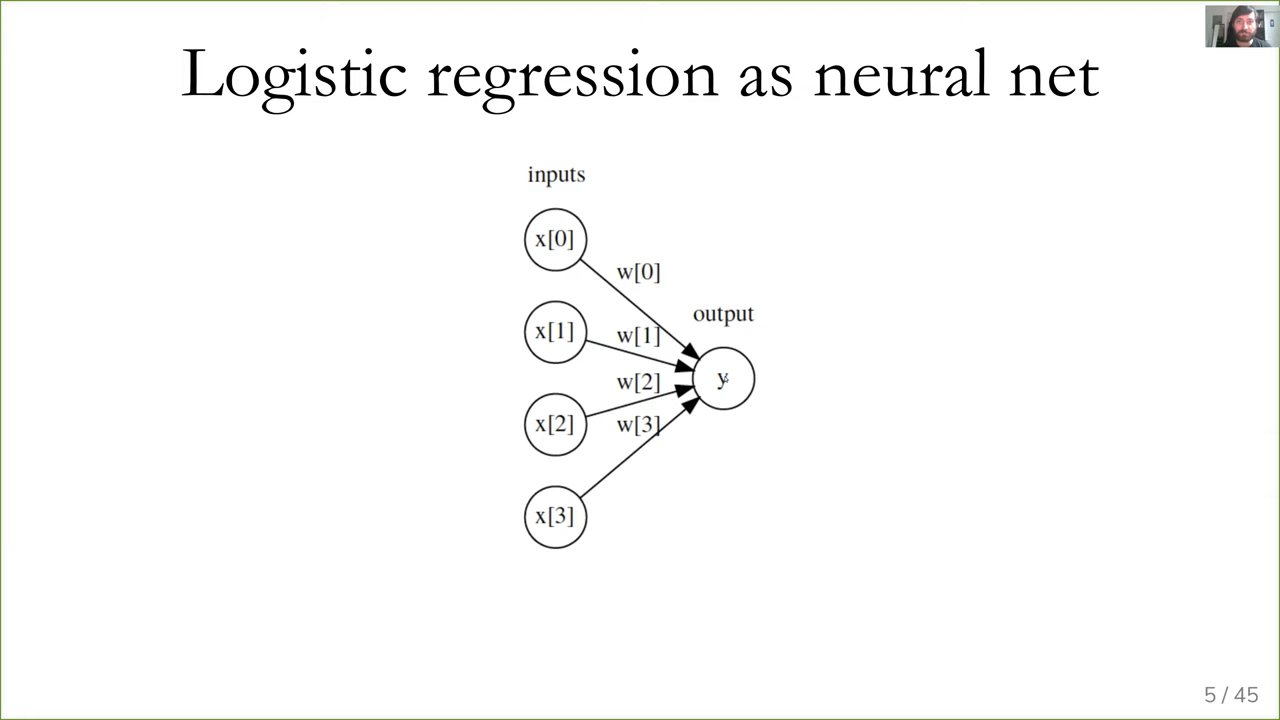 Logistic regression as neural net
inputs
x[0]
w[0]
output
x[1]
w[1]
y
w[2]
x[2]
w[3]
x[3]
5 / 45